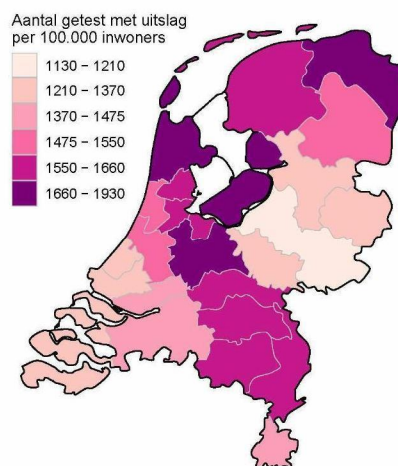 Aantal getest met uitslag
per 100.000 inwoners
1130 – 1210
1210 – 1370
1370 – 1475
1475 – 1550
1550 – 1660
1660 – 1930